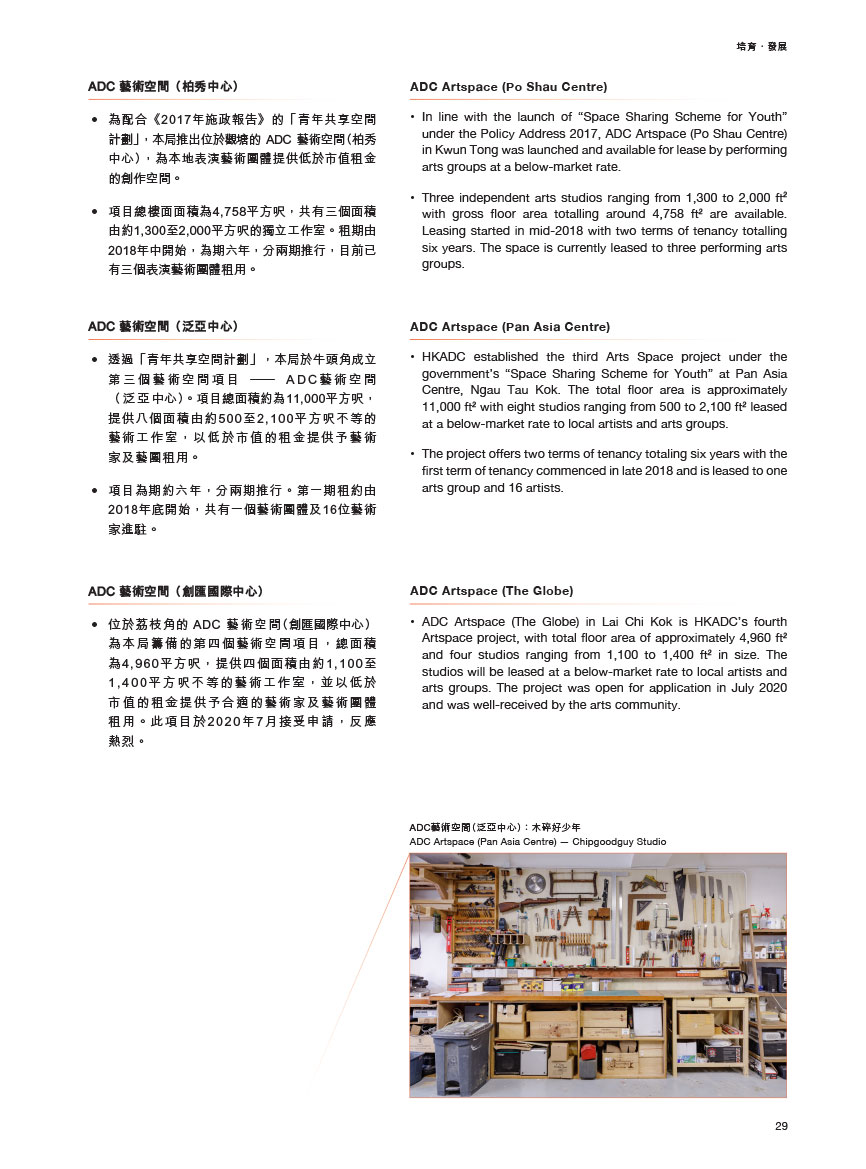 培育．發展
ADC 藝術空間（柏秀中心）
● 為配合《2017年施政報告》的「青年共享空間
計劃」，本局推出位於觀塘的 ADC 藝術空間（柏秀
中心），為本地表演藝術團體提供低於市值租金
的創作空間。
● 項目總樓面面積為4,758平方呎，共有三個面積
由約1,300至2,000平方呎的獨立工作室。租期由
2018年中開始，為期六年，分兩期推行，目前已
有三個表演藝術團體租用。
ADC Artspace (Po Shau Centre)
• In line with the launch of “Space Sharing Scheme for Youth”
under the Policy Address 2017, ADC Artspace (Po Shau Centre)
in Kwun Tong was launched and available for lease by performing
arts groups at a below-market rate.
• Three independent arts studios ranging from 1,300 to 2,000 ft²
with gross floor area totalling around 4,758 ft² are available.
Leasing started in mid-2018 with two terms of tenancy totalling
six years. The space is currently leased to three performing arts
groups.
ADC 藝術空間（泛亞中心）
● 透過「青年共享空間計劃」，本局於牛頭角成立
第三個藝術空間項目 —— ADC藝術空間
（泛亞中心）。項目總面積約為11,000平方呎，
提供八個面積由約500至2,100平方呎不等的
藝術工作室，以低於市值的租金提供予藝術
家及藝團租用。
● 項目為期約六年，分兩期推行。第一期租約由
2018年底開始，共有一個藝術團體及16位藝術
家進駐。
ADC Artspace (Pan Asia Centre)
• HKADC established the third Arts Space project under the
government’s “Space Sharing Scheme for Youth” at Pan Asia
Centre, Ngau Tau Kok. The total floor area is approximately
11,000 ft² with eight studios ranging from 500 to 2,100 ft² leased
at a below-market rate to local artists and arts groups.
• The project offers two terms of tenancy totaling six years with the
first term of tenancy commenced in late 2018 and is leased to one
arts group and 16 artists.
ADC 藝術空間（創匯國際中心）
● 位於荔枝角的 ADC 藝術空間（創匯國際中心）
為本局籌備的第四個藝術空間項目，總面積
為4,960平方呎，提供四個面積由約1,100至
1,400平方呎不等的藝術工作室，並以低於
市值的租金提供予合適的藝術家及藝術團體
租用。此項目於2020年7月接受申請，反應
熱烈。
ADC Artspace (The Globe)
• ADC Artspace (The Globe) in Lai Chi Kok is HKADC’s fourth
Artspace project, with total floor area of approximately 4,960 ft²
and four studios ranging from 1,100 to 1,400 ft² in size. The
studios will be leased at a below-market rate to local artists and
arts groups. The project was open for application in July 2020
and was well-received by the arts community.
ADC藝術空間（泛亞中心）：木碎好少年
ADC Artspace (Pan Asia Centre) — Chipgoodguy Studio
29